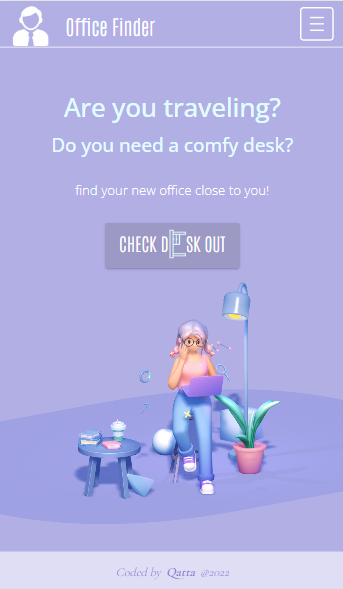 Office Finder
Are you traveling?
Do you need a comfy desk?
find your new office close to you!
CHECK DESK OUT
Coded by Qatta @2022